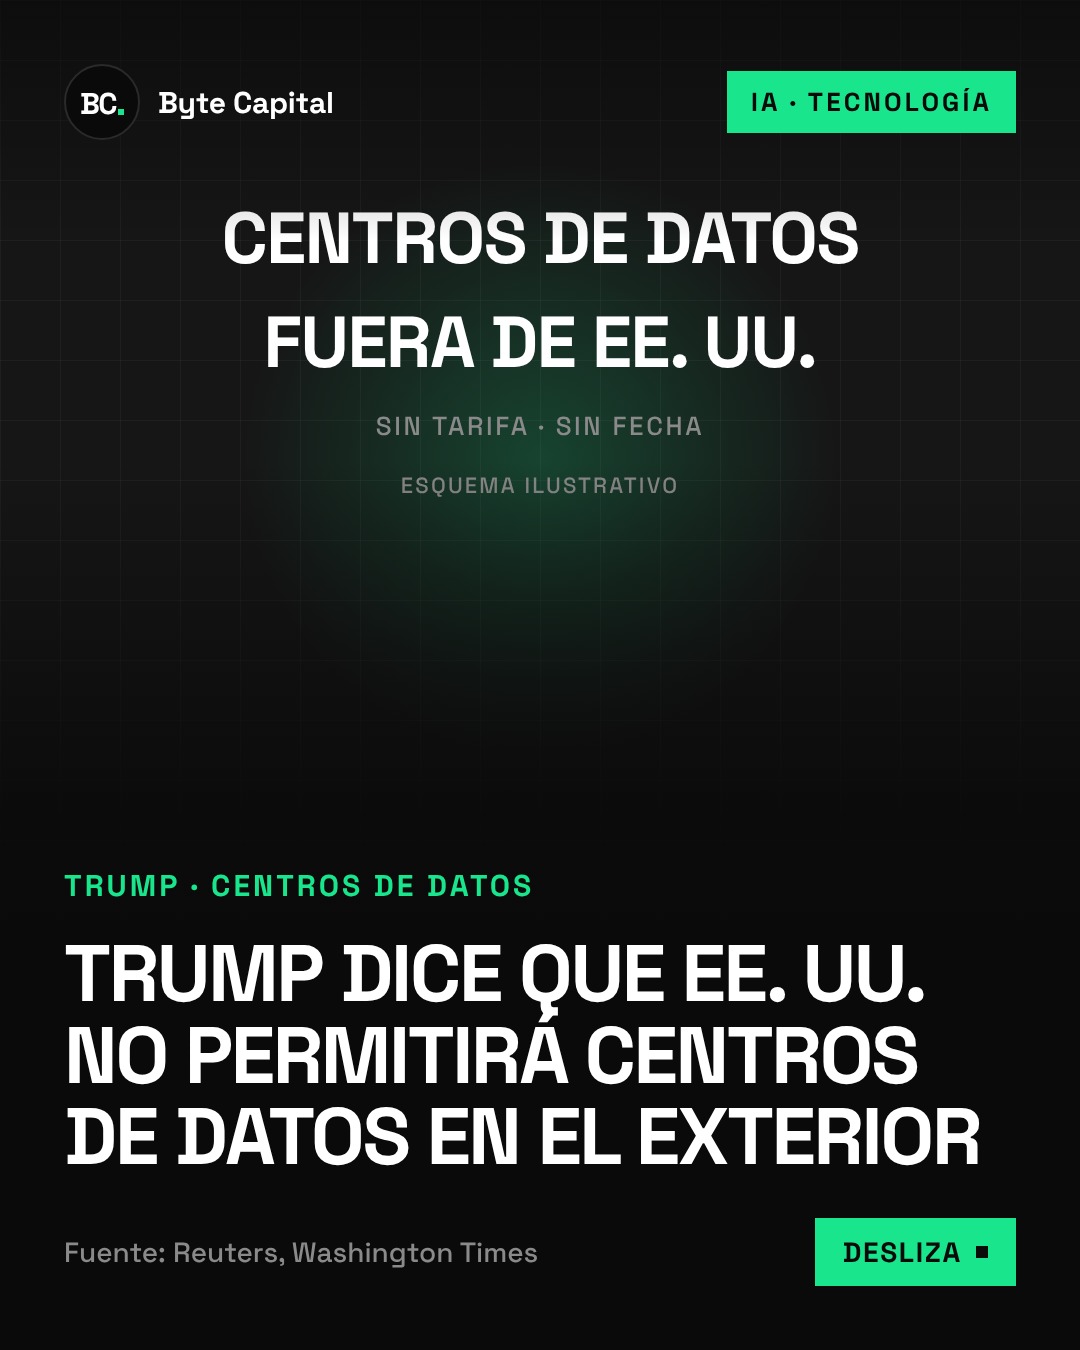 BC.
Byte Capital
IA · TECNOLOGÍA
CENTROS DE DATOS
FUERA DE EE. UU.
SIN TARIFA · SIN FECHA
ESQUEMA ILUSTRATIVO
TRUMP · CENTROS DE DATOS
TRUMP DICE QUE EE. UU.
NO PERMITIRÁ CENTROS
DE DATOS EN EL EXTERIOR
Fuente: Reuters, Washington Times
DESLIZA